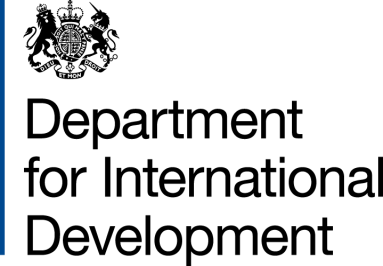 DIEU ET MON DROIT
Department
for International
Development